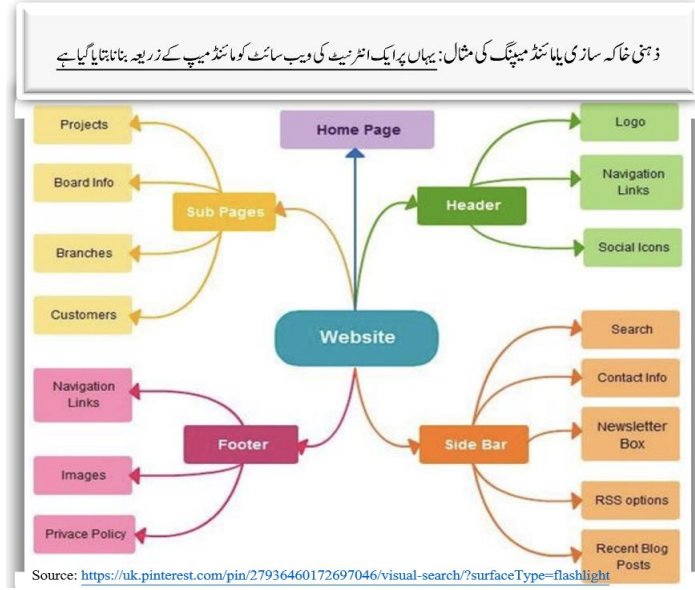 ذہنی خاکہ سازی یا مائنڈ میپنگ کی مثال: یہاں پر ایک انٹرنیٹ کی ویب سائٹ کو مائنڈ میپ کے زریعہ بنانا بتایا گیا ہے
Home Page
Projects
Board Info
Branches
Customers
Sub Pages
Header
Logo
Navigation
Links
Social Icons
Website
Navigation
Links
Images
Privace Policy
Footer
Side Bar
Search
Contact Info
Newsletter
Box
RSS options
Recent Blog
Posts
Source: https://uk.pinterest.com/pin/27936460172697046/visual-search/?surfaceType=flashlight